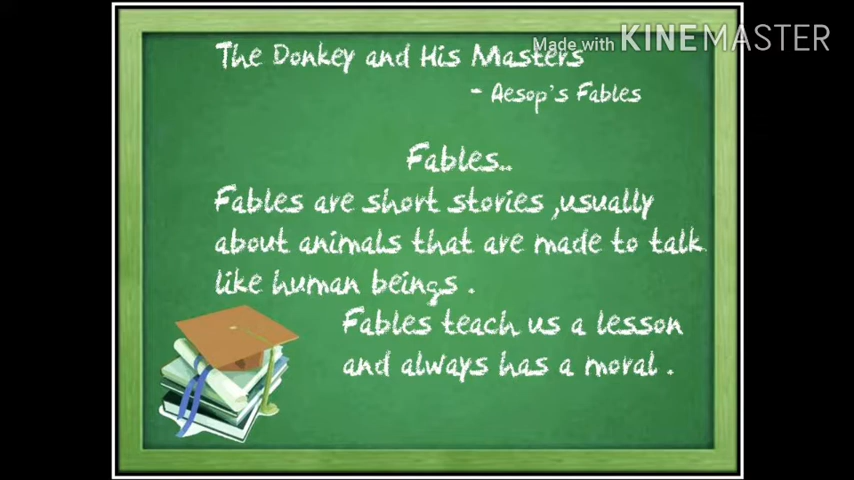 The Donkey and His Masters
Made with KINEMASTER
- Aesop's Fables
Fables..
Fables are short stories ,usually
about animals that are made to talk
like human beings .
Fables teach us a lesson
and always has a moral .